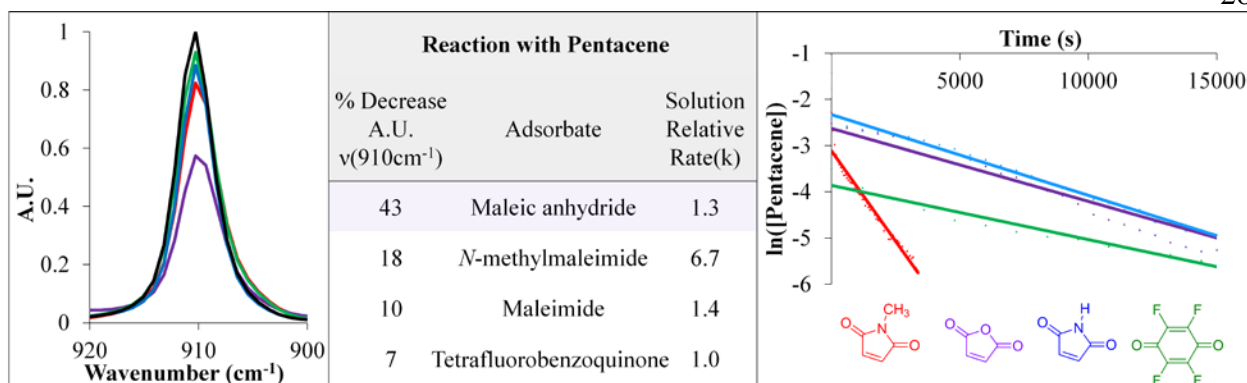 1
0.8
0.6
0.4
0.2
0
A.U.
920 910 900
Wavenumber (cm⁻¹)
Reaction with Pentacene
% Decrease
A.U.
ν(910cm⁻¹)
Adsorbate
Solution
Relative
Rate(k)
43 Maleic anhydride 1.3
18 N-methylmaleimide 6.7
10 Maleimide 1.4
7 Tetrafluorobenzoquinone 1.0
Time (s)
5000 10000 15000
-1
-2
-3
-4
-5
-6
ln([Pentacene])
CH₃
O N O
O O O
H
N
O O
F F
O O
F F